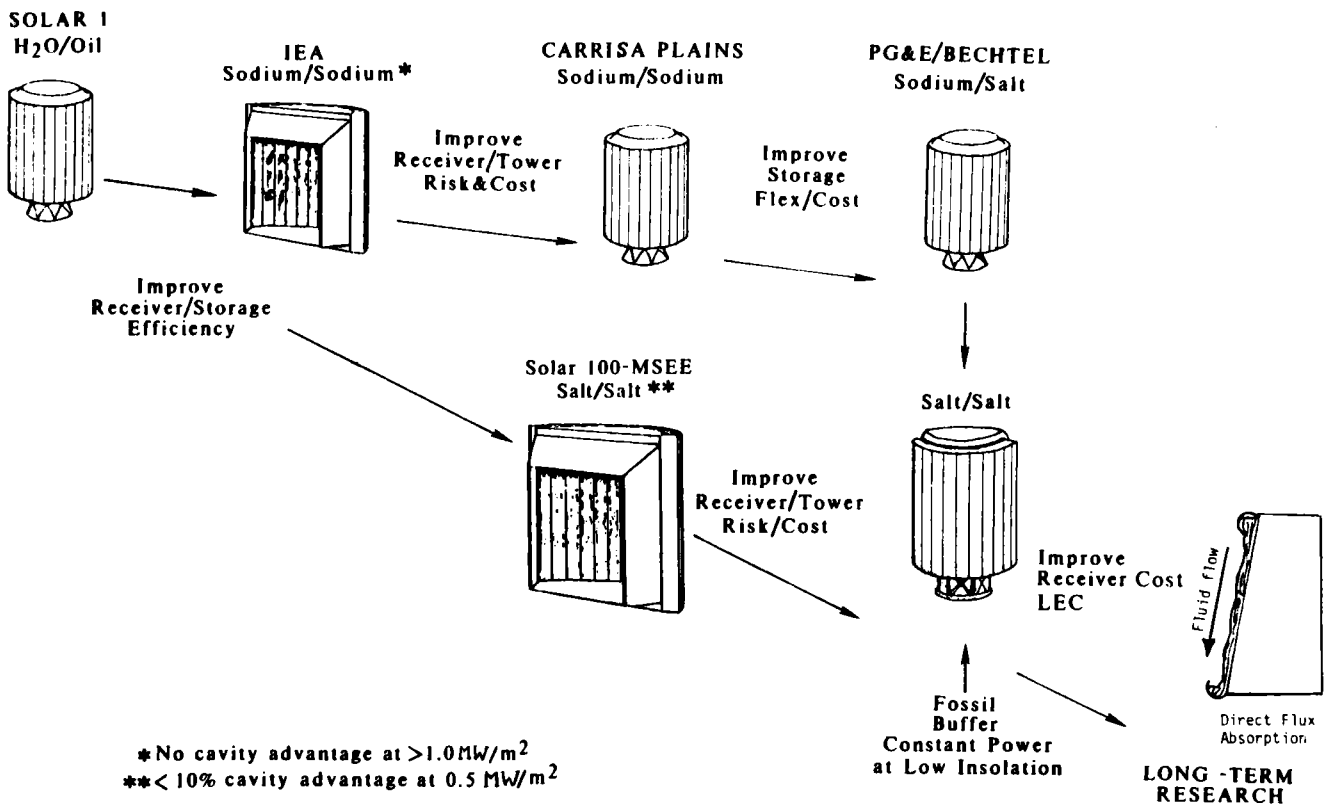 SOLAR 1
H2O/Oil
IEA
Sodium/Sodium*
CARRISA PLAINS
Sodium/Sodium
PG&E/BECHTEL
Sodium/Salt
Improve
Receiver/Tower
Risk&Cost
Improve
Storage
Flex/Cost
Improve
Receiver/Storage
Efficiency
Solar 100-MSEE
Salt/Salt**
Salt/Salt
Improve
Receiver/Tower
Risk/Cost
Improve
Receiver Cost
LEC
Fluid flow
Direct Flux
Absorption
Fossil
Buffer
Constant Power
at Low Insolation
LONG-TERM
RESEARCH
*No cavity advantage at >1.0 MW/m2
**< 10% cavity advantage at 0.5 MW/m2